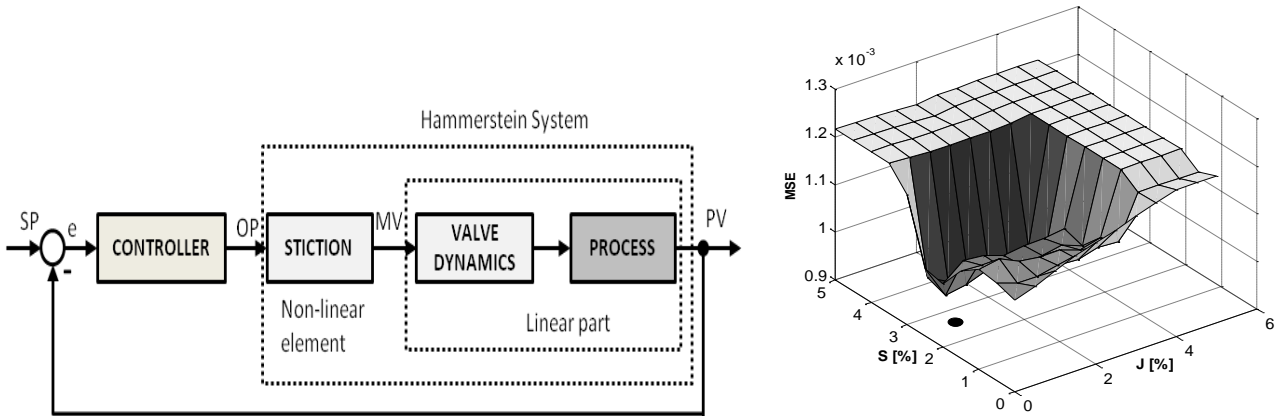 Hammerstein System
SP
e
-
CONTROLLER
OP
STICTION
MV
VALVE
DYNAMICS
PROCESS
PV
Non-linear
element
Linear part
x 10^-3
1.3
1.2
1.1
1
0.9
MSE
5
4
3
2
1
0
S [%]
0
2
4
6
J [%]